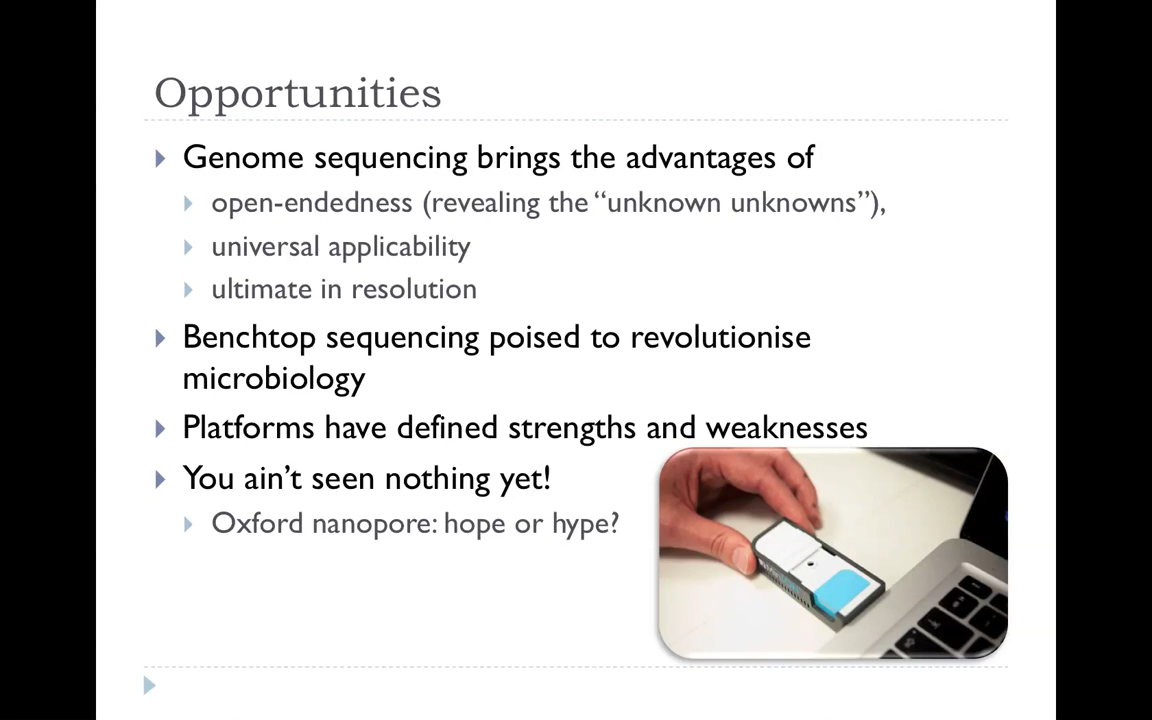 Opportunities
Genome sequencing brings the advantages of
open-endedness (revealing the “unknown unknowns”),
universal applicability
ultimate in resolution
Benchtop sequencing poised to revolutionise
microbiology
Platforms have defined strengths and weaknesses
You ain’t seen nothing yet!
Oxford nanopore: hope or hype?